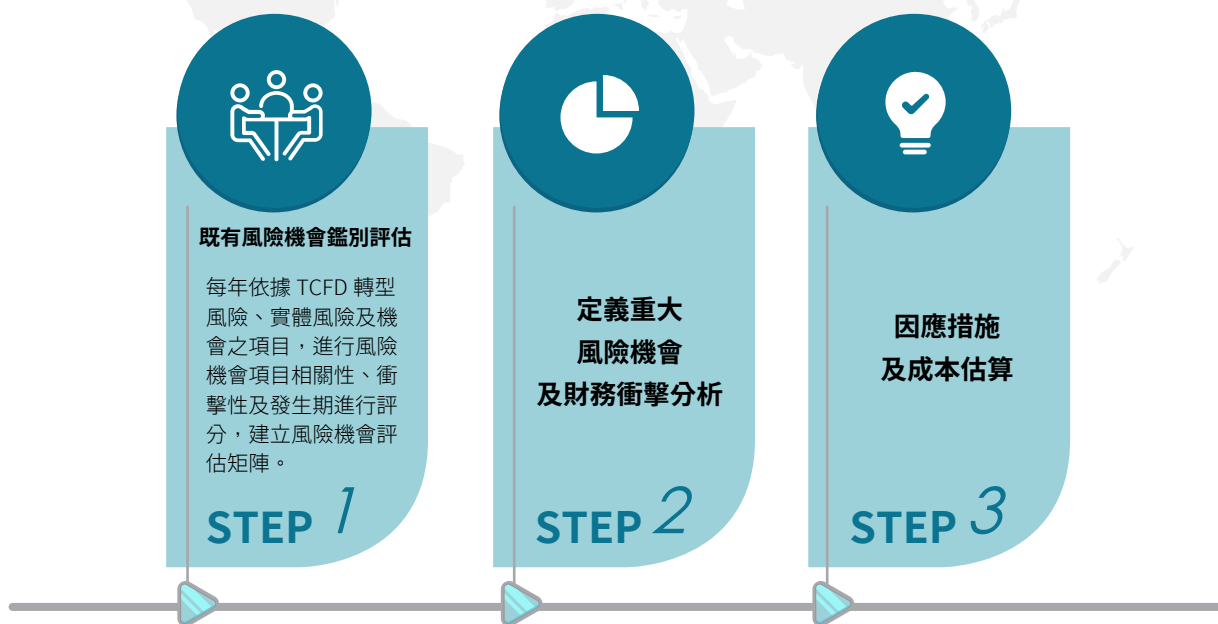 既有風險機會鑑別評估
每年依據 TCFD 轉型
風險、實體風險及機
會之項目，進行風險
機會項目相關性、衝
擊性及發生期進行評
分，建立風險機會評
估矩陣。
STEP 1
定義重大
風險機會
及財務衝擊分析
STEP 2
因應措施
及成本估算
STEP 3